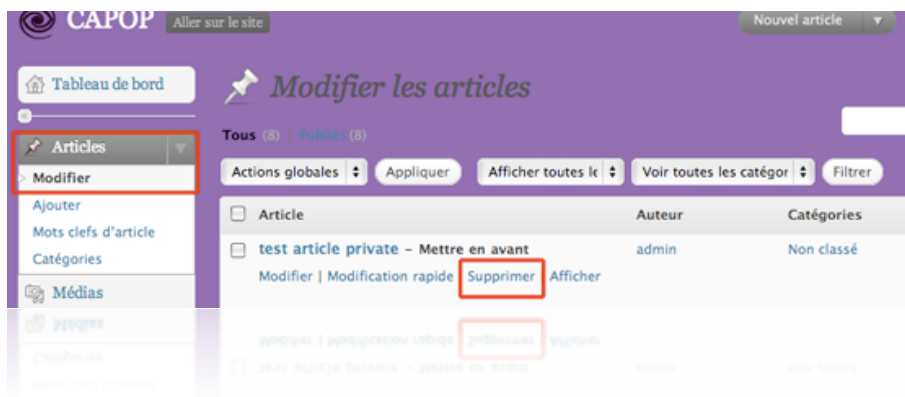 CAPOP Aller sur le site Nouvel article
Tableau de bord
Modifier les articles
Tous (8) | Publiés (8)
Articles
Actions globales Appliquer Afficher toutes le Voir toutes les catégor Filtrer
Modifier
Article Auteur Catégories
Ajouter
Mots clefs d'article
test article private – Mettre en avant admin Non classé
Catégories
Modifier | Modification rapide Supprimer Afficher
Médias